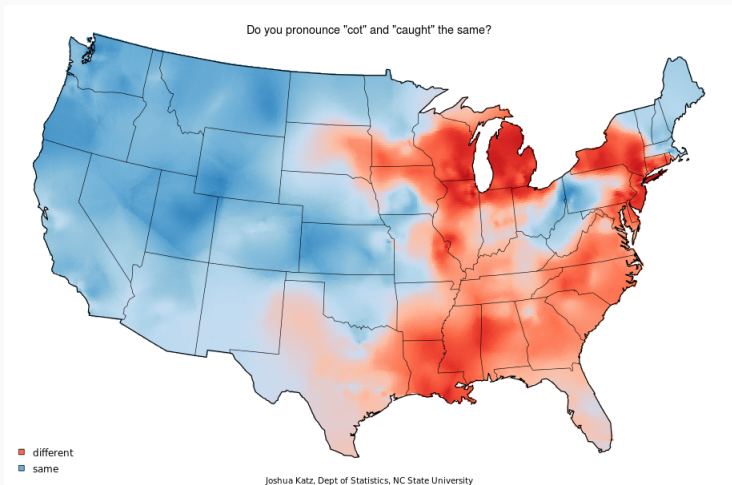 Do you pronounce "cot" and "caught" the same?
different
same
Joshua Katz, Dept of Statistics, NC State University